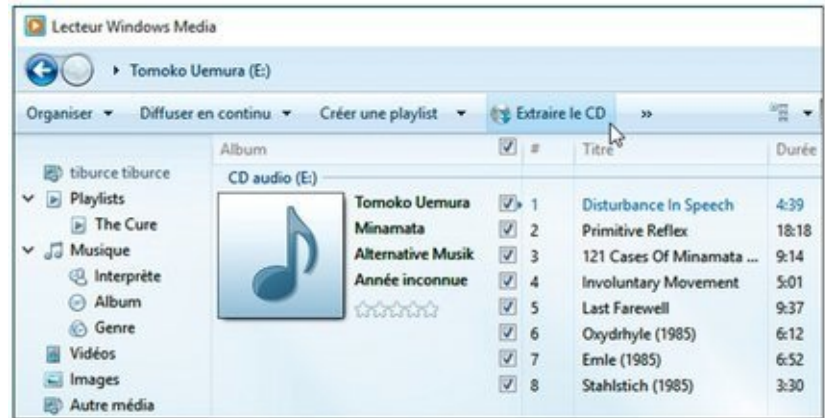 Lecteur Windows Media
Tomoko Uemura (E:)
Organiser Diffuser en continu Créer une playlist Extraire le CD »
Album # Titre Durée
tiburce tiburce
CD audio (E:)
Playlists
The Cure
Musique
Interprète
Album
Genre
Vidéos
Images
Autre média
Tomoko Uemura
Minamata
Alternative Musik
Année inconnue
1 Disturbance In Speech 4:39
2 Primitive Reflex 18:18
3 121 Cases Of Minamata ... 9:14
4 Involuntary Movement 5:01
5 Last Farewell 9:37
6 Oxydrhyle (1985) 6:12
7 Emle (1985) 6:52
8 Stahlstich (1985) 3:30